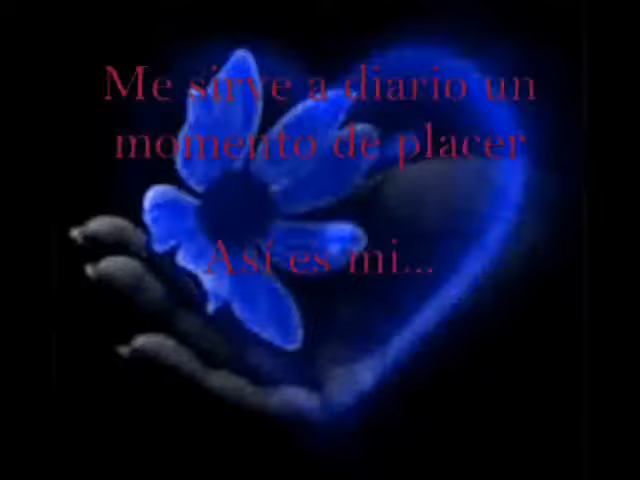 Me sirve a diario un
momento de placer
Así es mi...